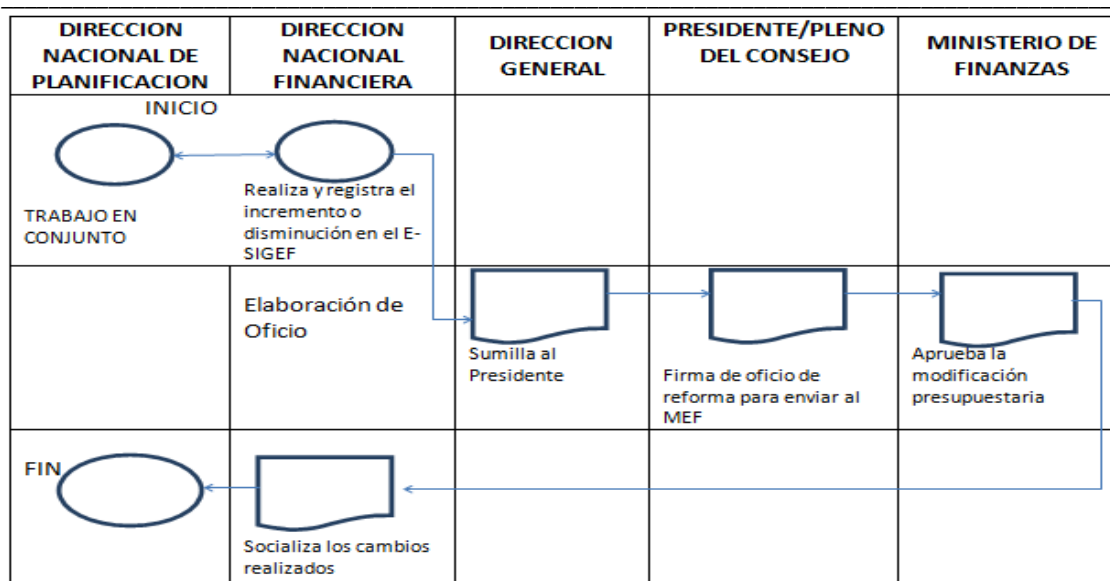 DIRECCION
NACIONAL DE
PLANIFICACION
DIRECCION
NACIONAL
FINANCIERA
DIRECCION
GENERAL
PRESIDENTE/PLENO
DEL CONSEJO
MINISTERIO DE
FINANZAS
INICIO
TRABAJO EN
CONJUNTO
Realiza y registra el
incremento o
disminución en el E-
SIGEF
Elaboración de
Oficio
Sumilla al
Presidente
Firma de oficio de
reforma para enviar al
MEF
Aprueba la
modificación
presupuestaria
FIN
Socializa los cambios
realizados